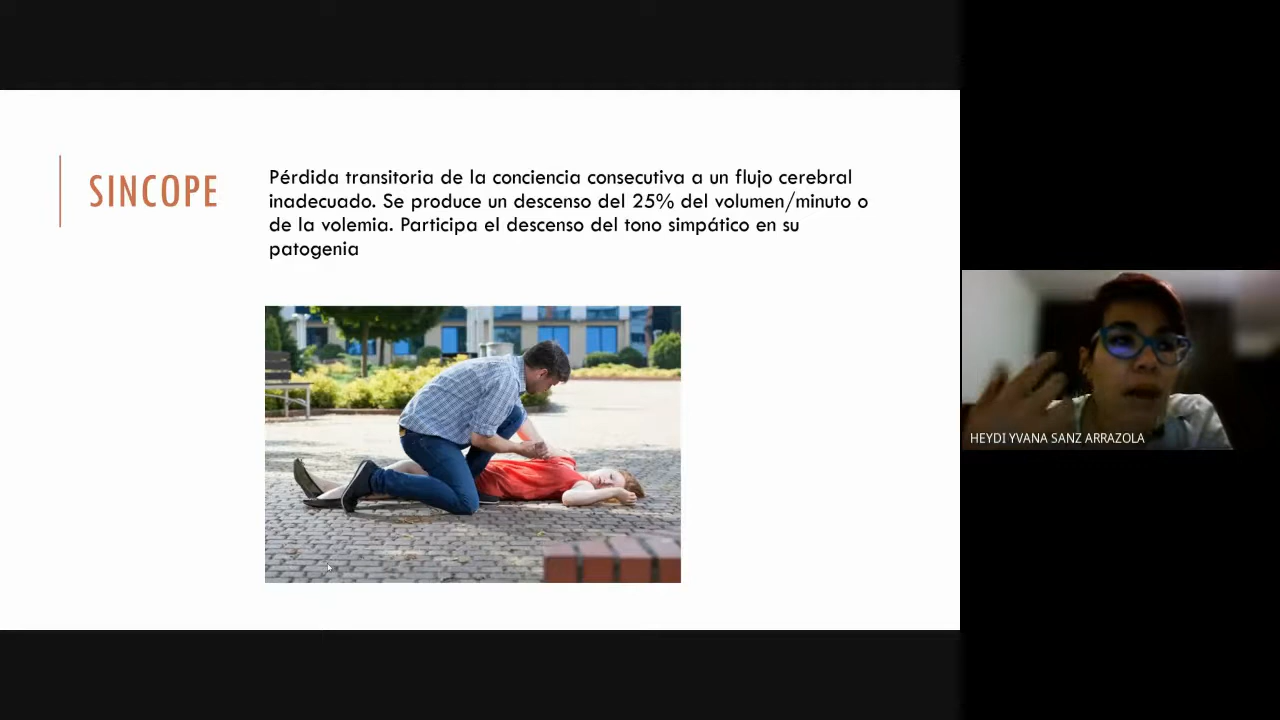 SINCOPE
Pérdida transitoria de la conciencia consecutiva a un flujo cerebral
inadecuado. Se produce un descenso del 25% del volumen/minuto o
de la volemia. Participa el descenso del tono simpático en su
patogenia
HEYDI YVANA SANZ ARRAZOLA